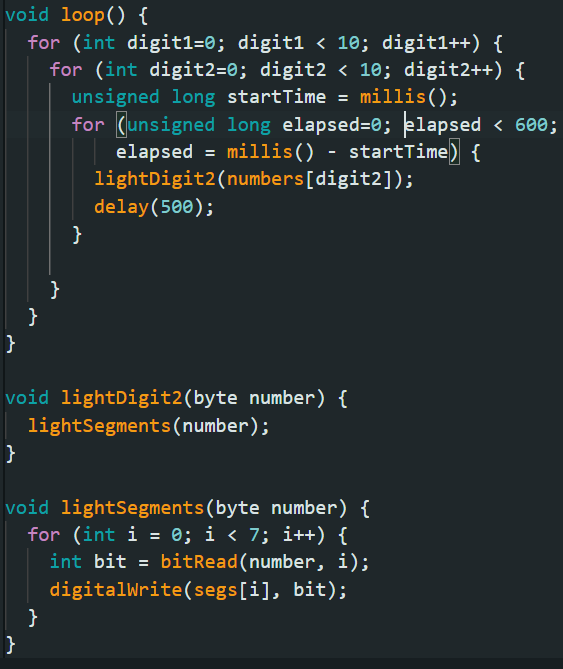 void loop() {
  for (int digit1=0; digit1 < 10; digit1++) {
    for (int digit2=0; digit2 < 10; digit2++) {
      unsigned long startTime = millis();
      for (unsigned long elapsed=0; elapsed < 600;
          elapsed = millis() - startTime) {
        lightDigit2(numbers[digit2]);
        delay(500);
      }

    }
  }
}

void lightDigit2(byte number) {
  lightSegments(number);
}

void lightSegments(byte number) {
  for (int i = 0; i < 7; i++) {
    int bit = bitRead(number, i);
    digitalWrite(segs[i], bit);
  }
}